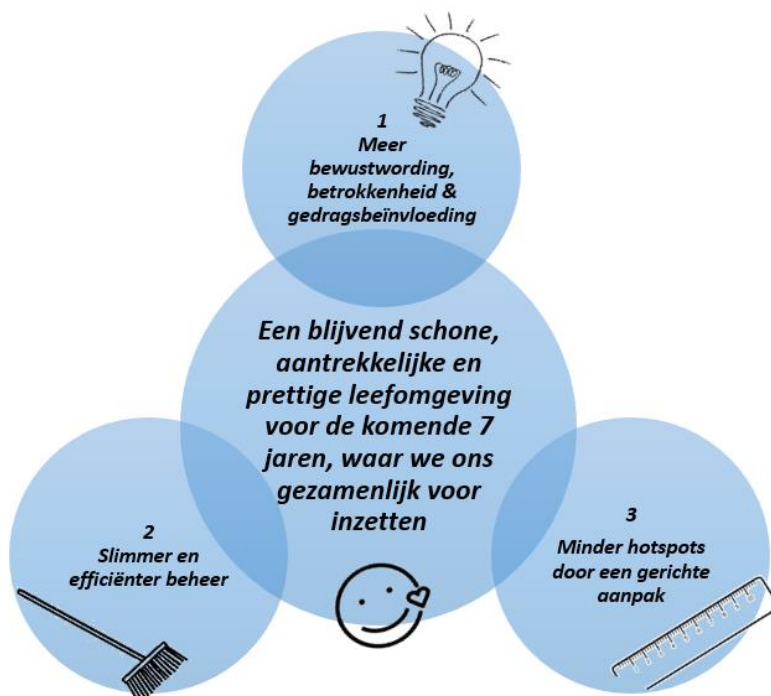 1
Meer
bewustwording,
betrokkenheid &
gedragsbeïnvloeding
Een blijvend schone,
aantrekkelijke en
prettige leefomgeving
voor de komende 7
jaren, waar we ons
gezamenlijk voor
inzetten
2
Slimmer en
efficiënter beheer
3
Minder hotspots
door een gerichte
aanpak